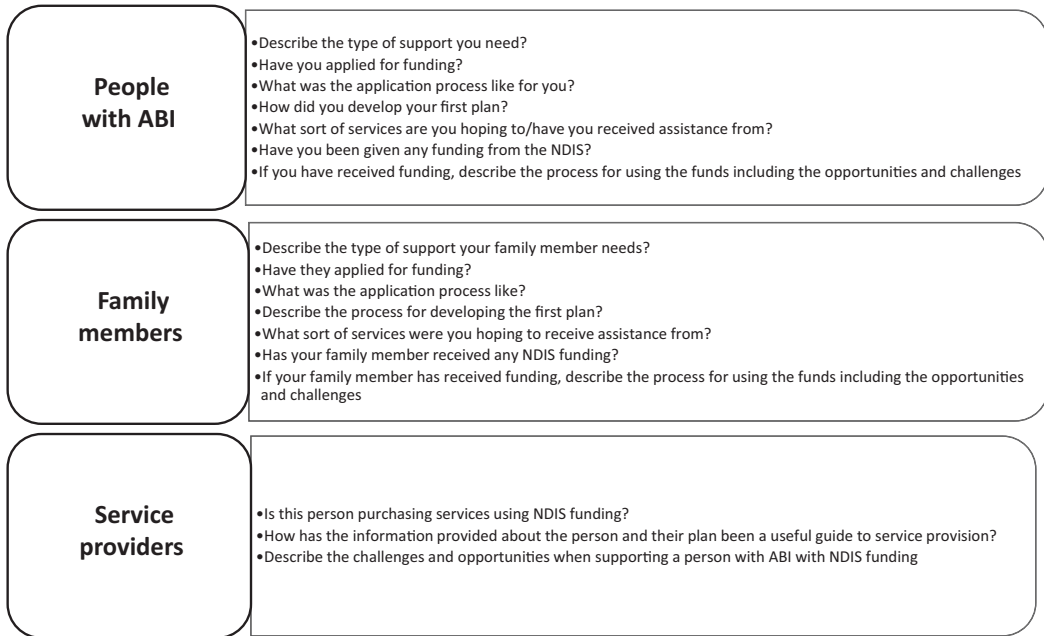 People
with ABI
•Describe the type of support you need?
•Have you applied for funding?
•What was the application process like for you?
•How did you develop your first plan?
•What sort of services are you hoping to/have you received assistance from?
•Have you been given any funding from the NDIS?
•If you have received funding, describe the process for using the funds including the opportunities and challenges
Family
members
•Describe the type of support your family member needs?
•Have they applied for funding?
•What was the application process like?
•Describe the process for developing the first plan?
•What sort of services were you hoping to receive assistance from?
•Has your family member received any NDIS funding?
•If your family member has received funding, describe the process for using the funds including the opportunities
and challenges
Service
providers
•Is this person purchasing services using NDIS funding?
•How has the information provided about the person and their plan been a useful guide to service provision?
•Describe the challenges and opportunities when supporting a person with ABI with NDIS funding